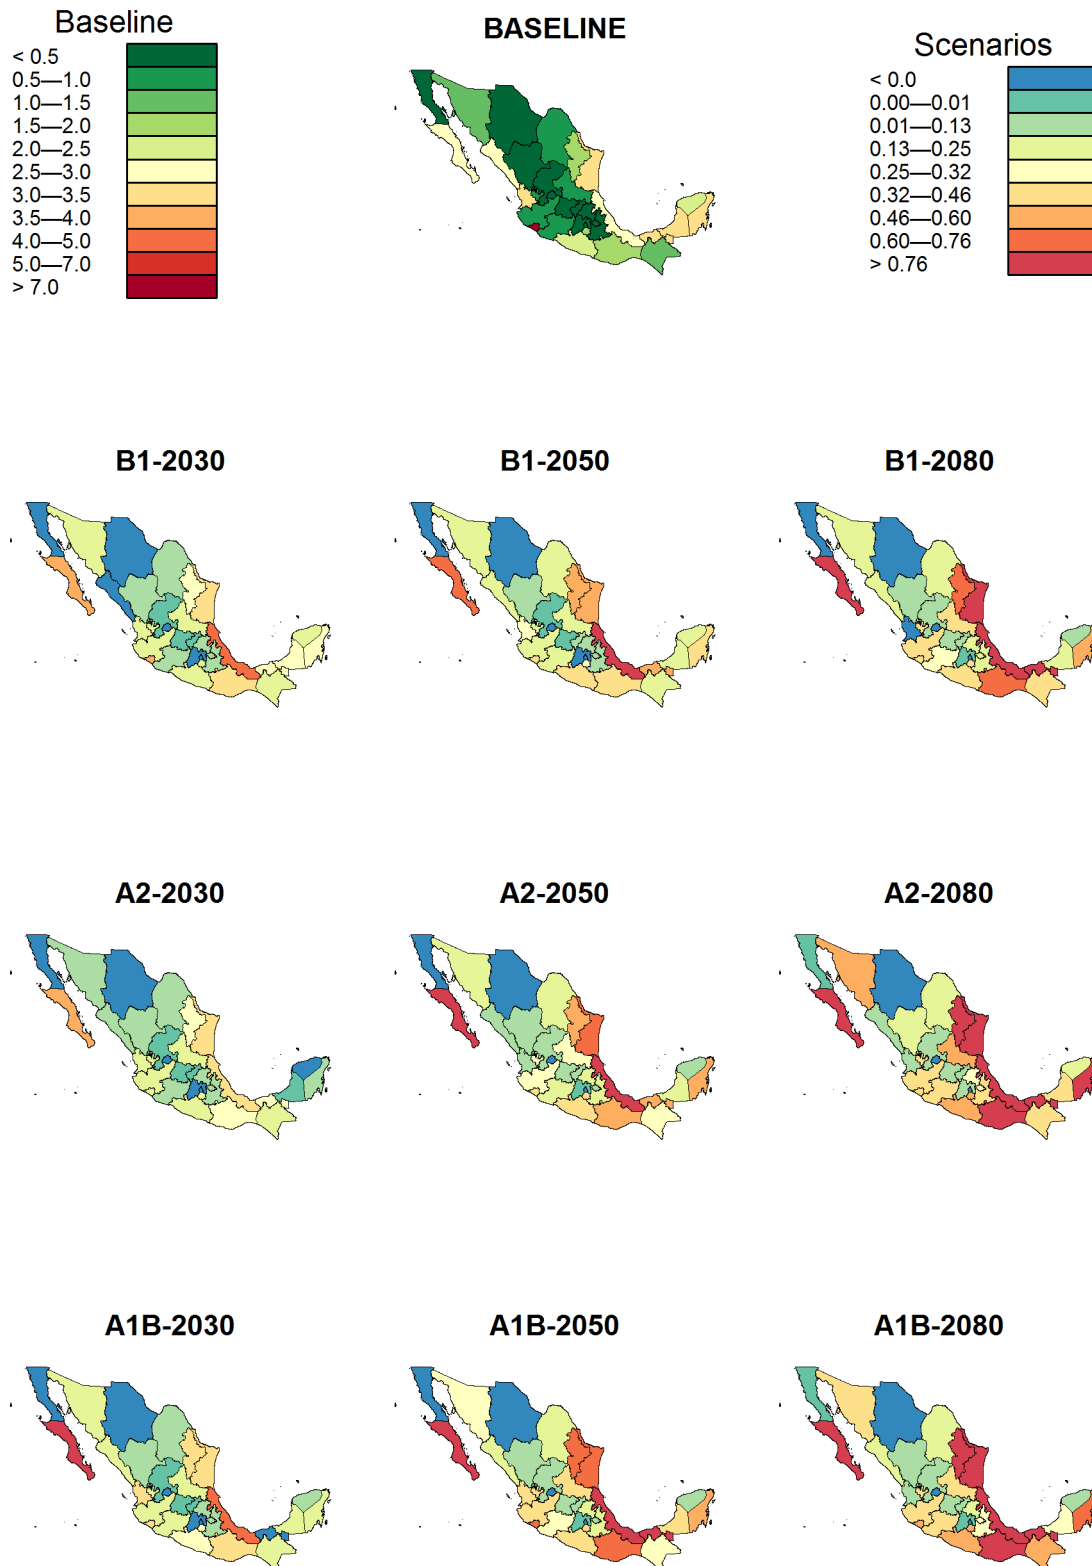 Baseline
< 0.5
0.5—1.0
1.0—1.5
1.5—2.0
2.0—2.5
2.5—3.0
3.0—3.5
3.5—4.0
4.0—5.0
5.0—7.0
> 7.0
BASELINE
Scenarios
< 0.0
0.00—0.01
0.01—0.13
0.13—0.25
0.25—0.32
0.32—0.46
0.46—0.60
0.60—0.76
> 0.76
B1-2030
B1-2050
B1-2080
A2-2030
A2-2050
A2-2080
A1B-2030
A1B-2050
A1B-2080